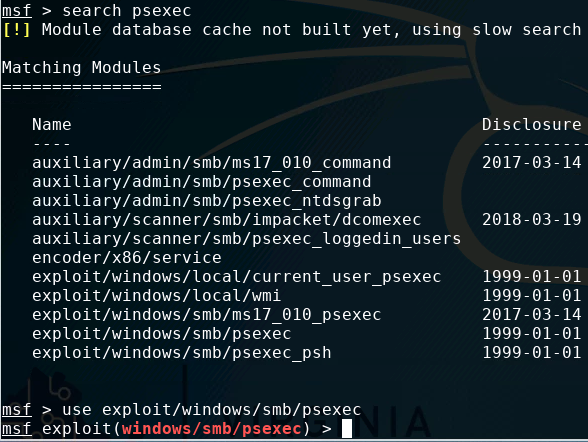 msf > search psexec
[!] Module database cache not built yet, using slow search
Matching Modules
================
Name Disclosure
---- -----------
auxiliary/admin/smb/ms17_010_command 2017-03-14
auxiliary/admin/smb/psexec_command
auxiliary/admin/smb/psexec_ntdsgrab
auxiliary/scanner/smb/impacket/dcomexec 2018-03-19
auxiliary/scanner/smb/psexec_loggedin_users
encoder/x86/service
exploit/windows/local/current_user_psexec 1999-01-01
exploit/windows/local/wmi 1999-01-01
exploit/windows/smb/ms17_010_psexec 2017-03-14
exploit/windows/smb/psexec 1999-01-01
exploit/windows/smb/psexec_psh 1999-01-01
msf > use exploit/windows/smb/psexec
msf exploit(windows/smb/psexec) >